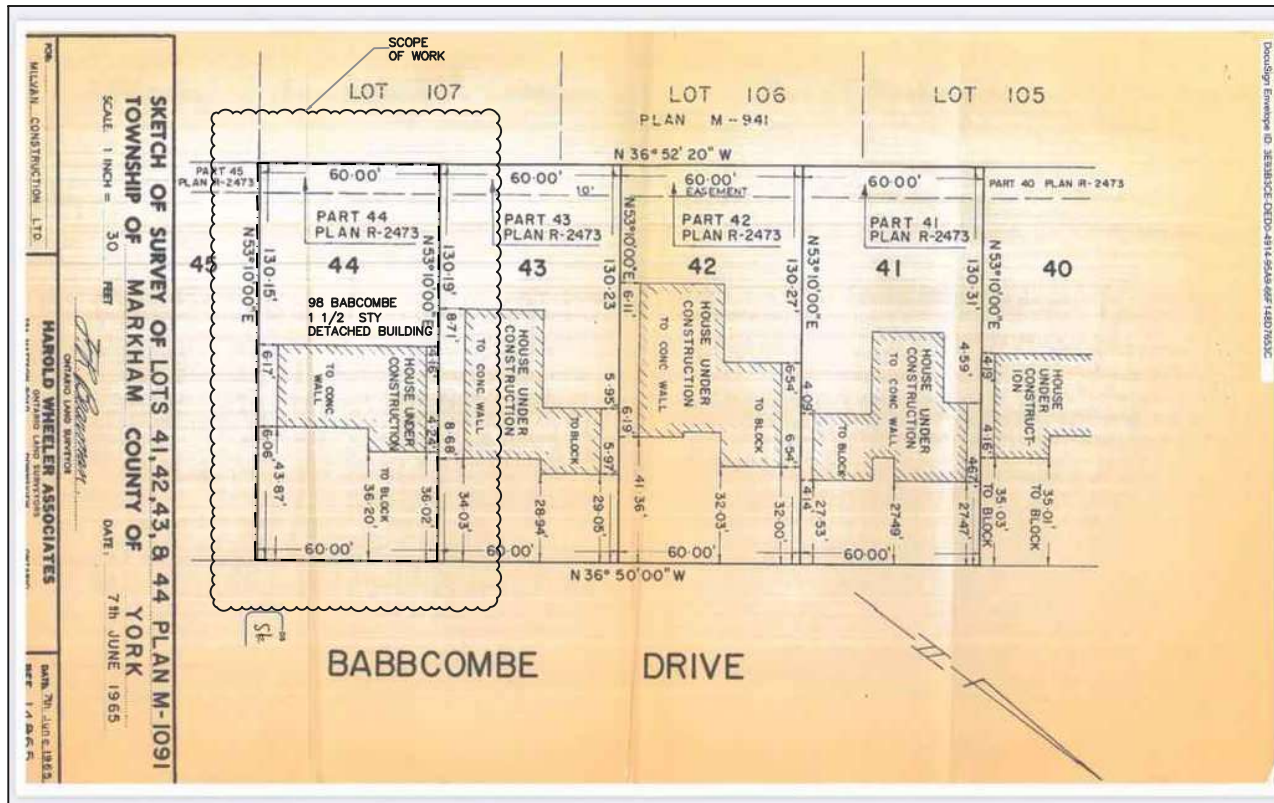 SCOPE
OF WORK
LOT 107
LOT 106
LOT 105
PLAN M-941
N 36° 52' 20" W
PART 45
PLAN R-2473
60·00'
60·00'
10'
60·00'
EASEMENT
60·00'
PART 40 PLAN R-2473
PART 44
PLAN R-2473
PART 43
PLAN R-2473
PART 42
PLAN R-2473
PART 41
PLAN R-2473
N53°10'00"E
130·15'
N53°10'00"E
130·19'
N53°10'00"E
130·23
N53°10'00"E
130·27'
N53°10'00"E
130·31'
45
44
43
42
41
40
98 BABCOMBE
1 1/2 STY
DETACHED BUILDING
HOUSE UNDER
CONSTRUCTION
TO CONC
WALL
TO BLOCK
6·17'
6·06'
4·16'
4·24'
43·87'
36·20'
36·02'
HOUSE UNDER
CONSTRUCTION
TO CONC WALL
TO BLOCK
8·71'
8·68'
5·95'
5·97'
34·03'
28·94'
29·05'
HOUSE UNDER
CONSTRUCTION
TO CONC WALL
TO BLOCK
6·11'
6·19'
6·54'
6·54'
41·36'
32·03'
32·00'
HOUSE UNDER
CONSTRUCTION
TO CONC WALL
TO BLOCK
4·09'
4·14'
4·59'
27·53'
27·49'
27·47'
HOUSE
UNDER
CONSTRUCT-
ION
4·19'
4·16'
35·03'
TO BLOCK
35·01'
TO BLOCK
60·00'
60·00'
60·00'
60·00'
N 36° 50' 00" W
BABBCOMBE DRIVE
DS
SKETCH OF SURVEY OF LOTS 41,42,43,& 44 PLAN M-1091
TOWNSHIP OF MARKHAM COUNTY OF YORK
SCALE 1 INCH = 30 FEET
DATE: 7th JUNE 1965
ONTARIO LAND SURVEYOR
FOR
MILVAN CONSTRUCTION LTD.
HAROLD WHEELER ASSOCIATES
ONTARIO LAND SURVEYORS
DATE 7th June 1965
DocuSign Envelope ID: